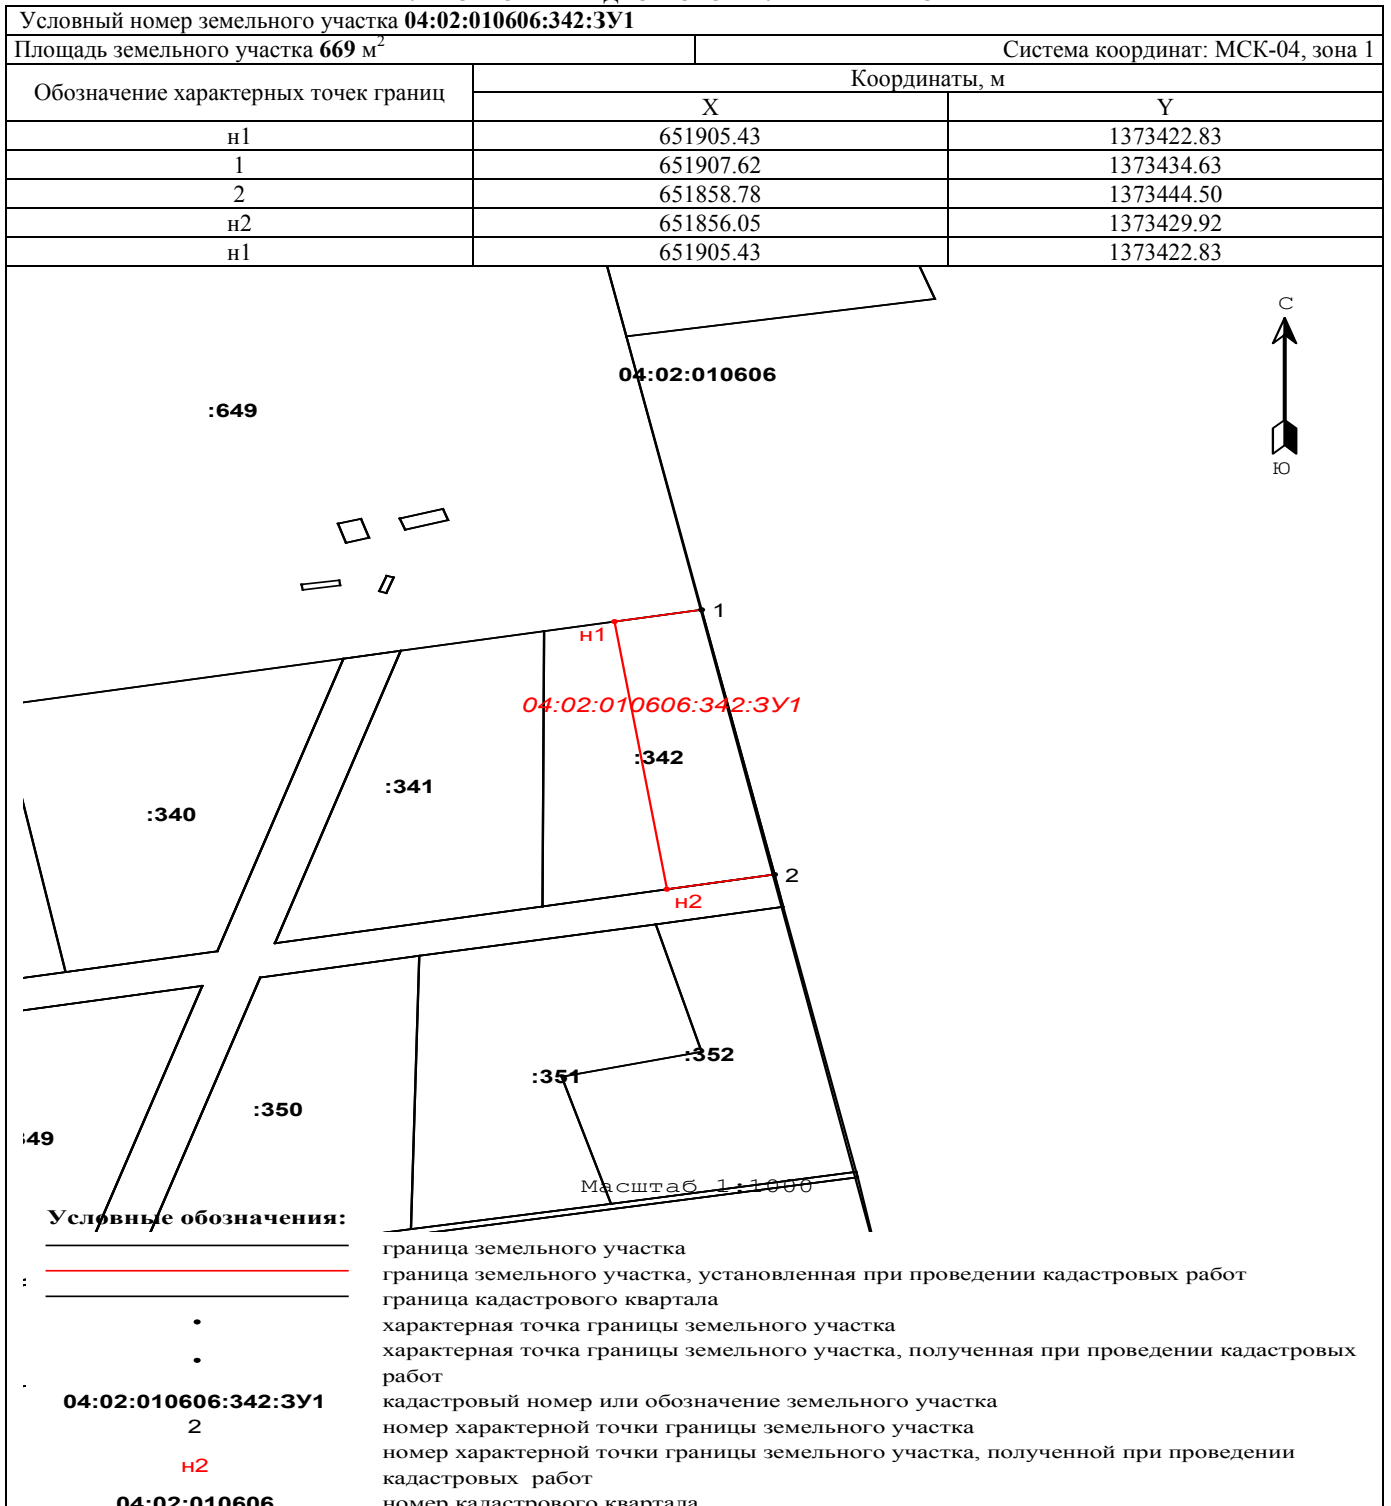 Условный номер земельного участка 04:02:010606:342:ЗУ1
Площадь земельного участка 669 м2
Система координат: МСК-04, зона 1
Обозначение характерных точек границ
Координаты, м
X
Y
н1 651905.43 1373422.83
1 651907.62 1373434.63
2 651858.78 1373444.50
н2 651856.05 1373429.92
н1 651905.43 1373422.83
С
04:02:010606
:649
Ю
1
н1
04:02:010606:342:ЗУ1
:342
:341
:340
2
н2
:352
:351
:350
49
Масштаб 1:1000
Условные обозначения:
граница земельного участка
граница земельного участка, установленная при проведении кадастровых работ
граница кадастрового квартала
характерная точка границы земельного участка
характерная точка границы земельного участка, полученная при проведении кадастровых
работ
04:02:010606:342:ЗУ1 кадастровый номер или обозначение земельного участка
2 номер характерной точки границы земельного участка
н2 номер характерной точки границы земельного участка, полученной при проведении
кадастровых работ
04:02:010606 номер кадастрового квартала